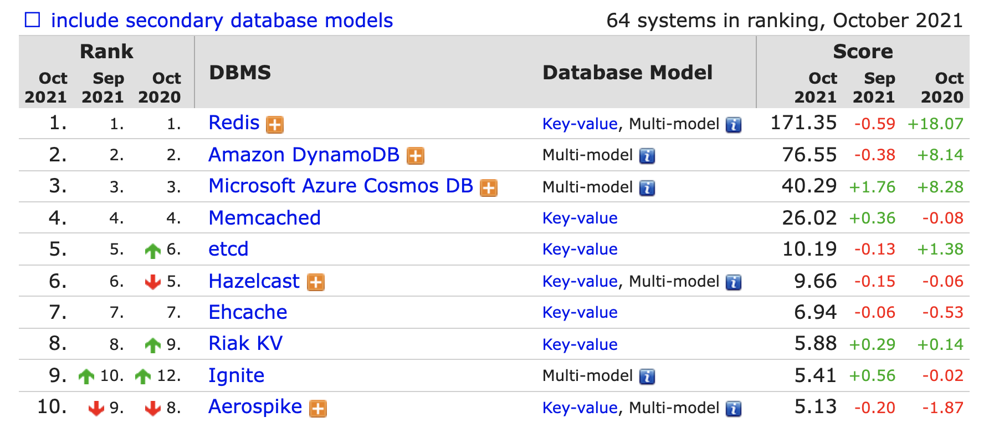 include secondary database models 64 systems in ranking, October 2021
Rank DBMS Database Model Score
Oct 2021 Sep 2021 Oct 2020 Oct 2021 Sep 2021 Oct 2020
1. 1. 1. Redis Key-value, Multi-model 171.35 -0.59 +18.07
2. 2. 2. Amazon DynamoDB Multi-model 76.55 -0.38 +8.14
3. 3. 3. Microsoft Azure Cosmos DB Multi-model 40.29 +1.76 +8.28
4. 4. 4. Memcached Key-value 26.02 +0.36 -0.08
5. 5. 6. etcd Key-value 10.19 -0.13 +1.38
6. 6. 5. Hazelcast Key-value, Multi-model 9.66 -0.15 -0.06
7. 7. 7. Ehcache Key-value 6.94 -0.06 -0.53
8. 8. 9. Riak KV Key-value 5.88 +0.29 +0.14
9. 10. 12. Ignite Multi-model 5.41 +0.56 -0.02
10. 9. 8. Aerospike Key-value, Multi-model 5.13 -0.20 -1.87